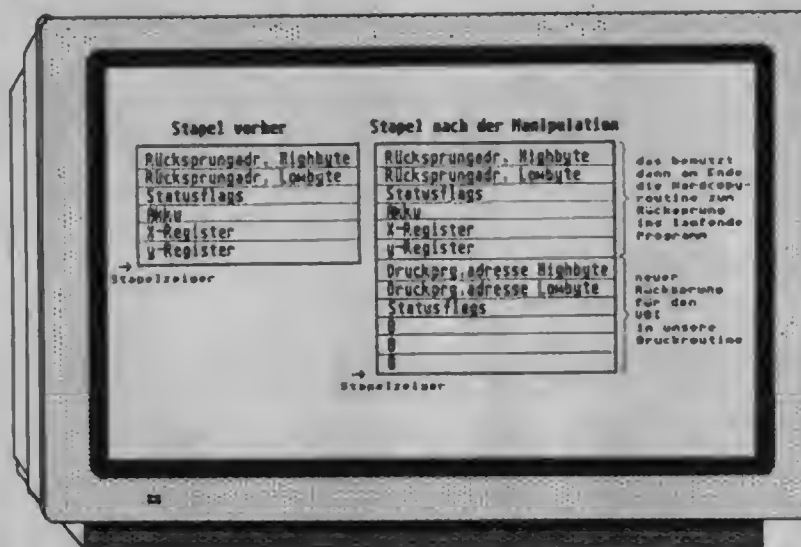 Stapel vorher
Rücksprungadr. Highbyte
Rücksprungadr. Lowbyte
Statusflags
Akku
X-Register
y-Register
Stapelzeiger
Stapel nach der Manipulation
Rücksprungadr. Highbyte
Rücksprungadr. Lowbyte
Statusflags
Akku
X-Register
y-Register
Druckprg.adresse Highbyte
Druckprg.adresse Lowbyte
Statusflags
0
0
0
Stapelzeiger
das benutzt
dann am Ende
die Hardcopy-
routine zum
Rücksprung
ins laufende
Programm
neuer
Rücksprung
für den
VBI
in unsere
Druckroutine